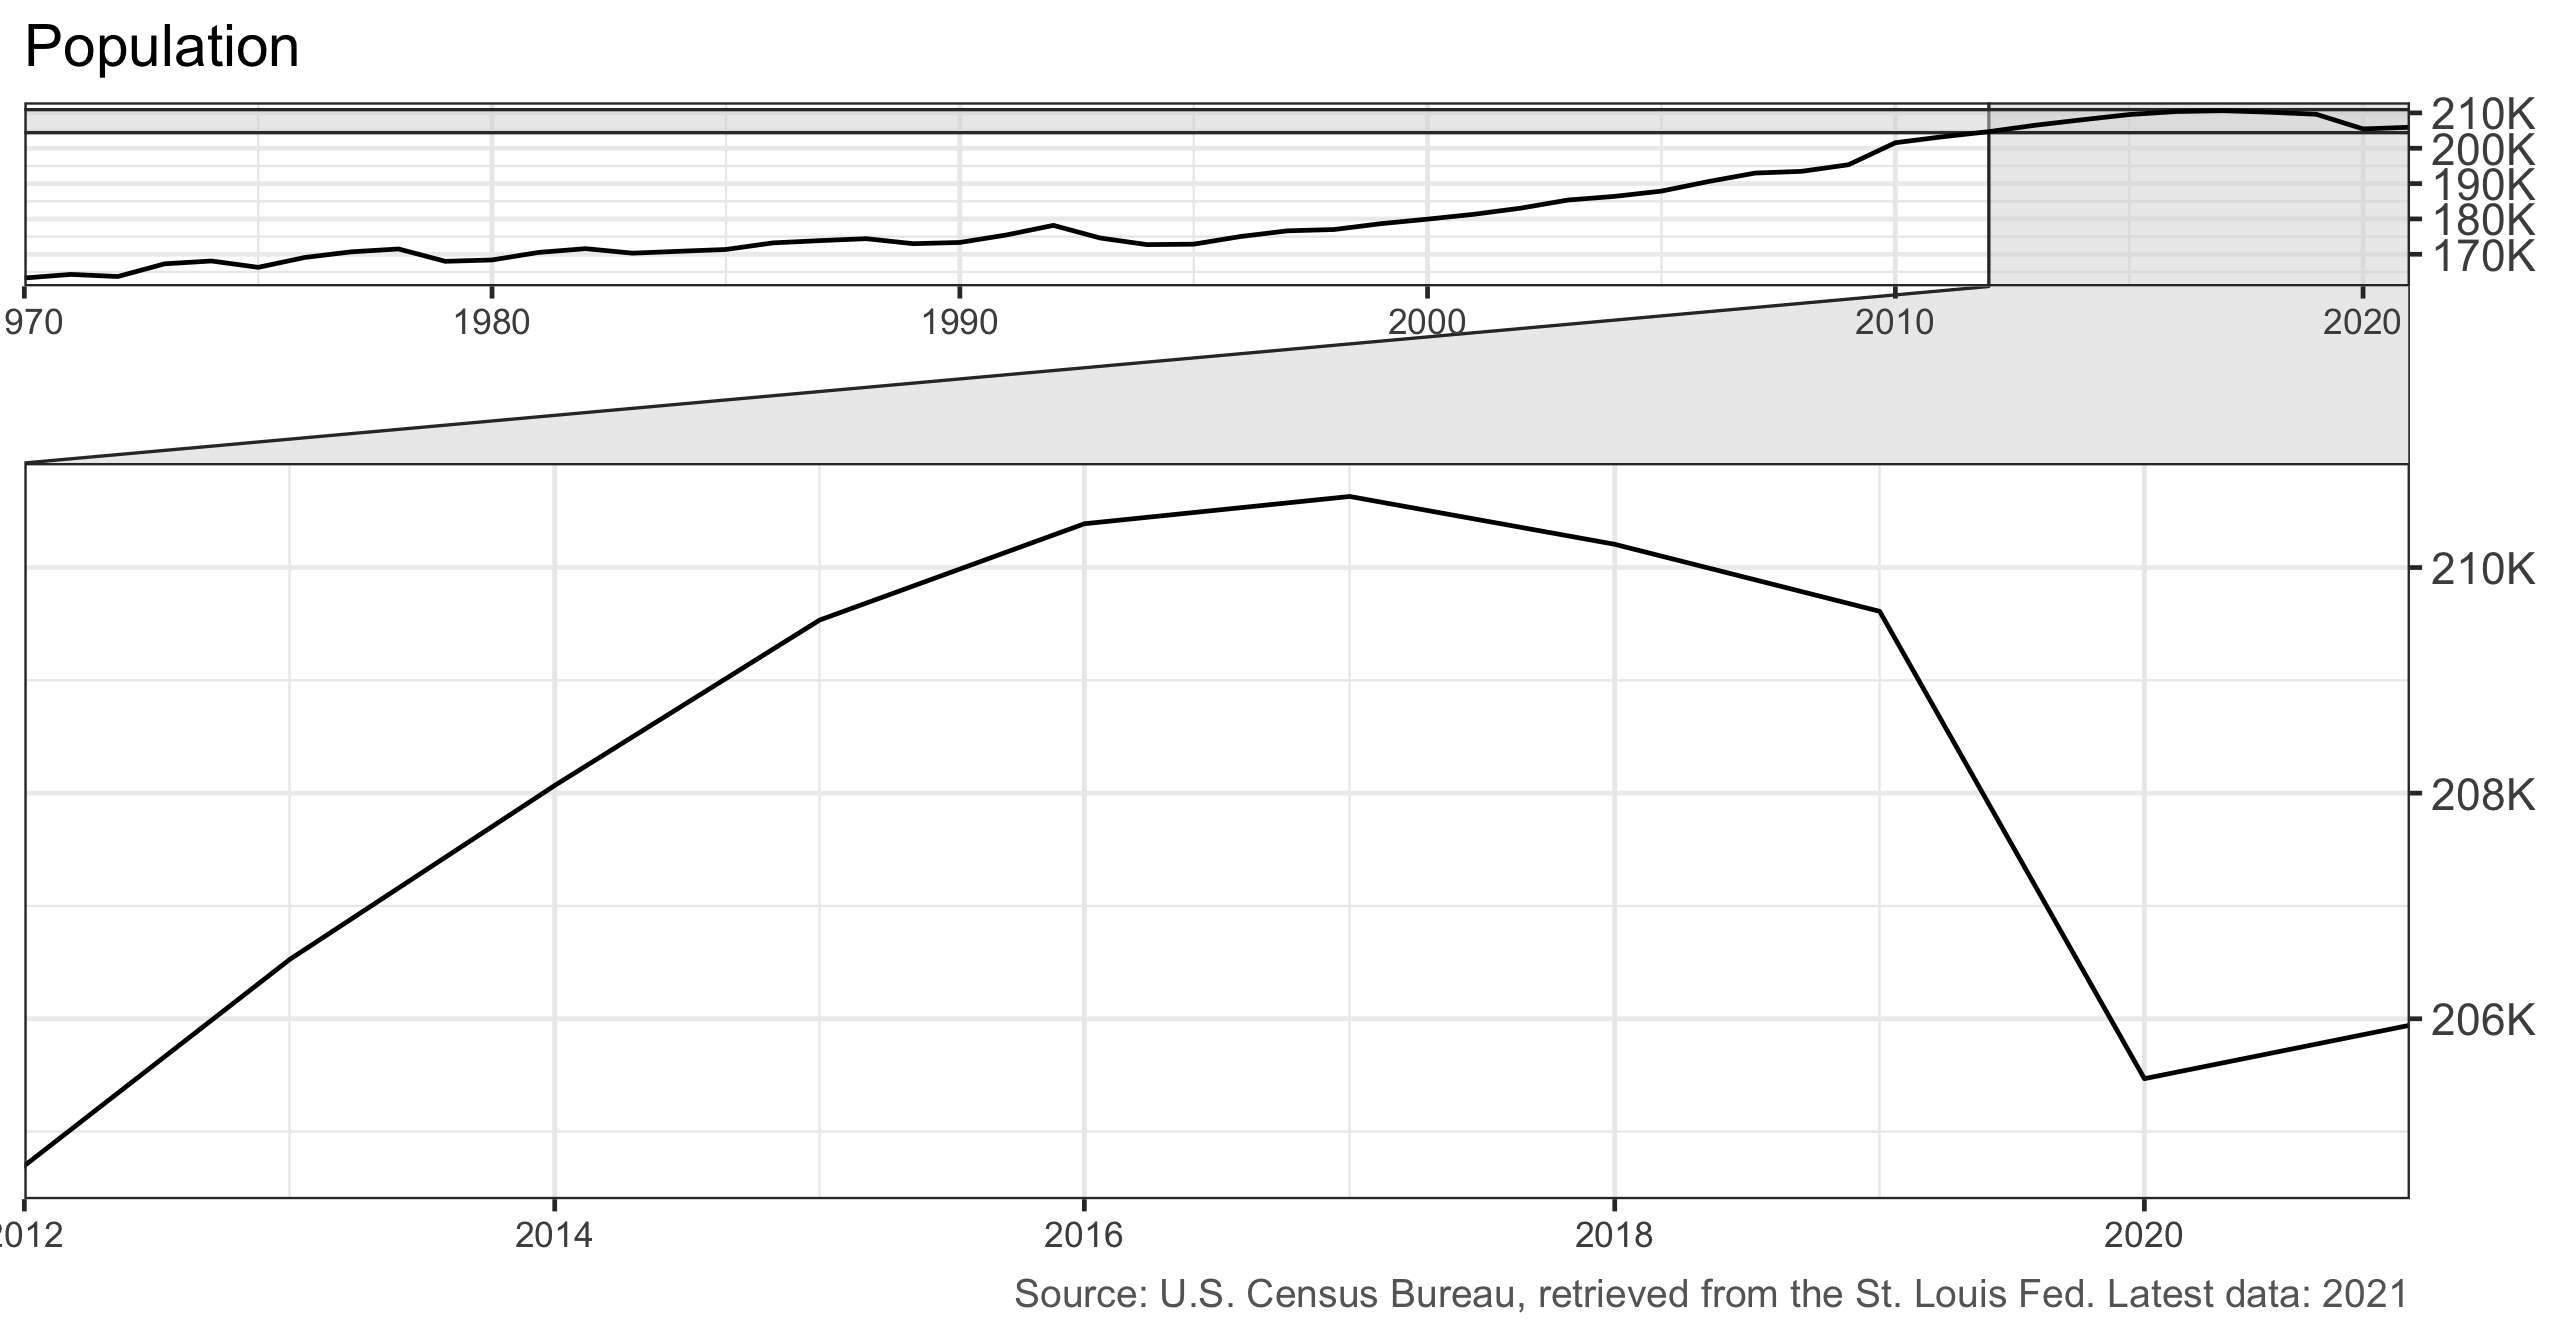 Population
210K
200K
190K
180K
170K
970 1980 1990 2000 2010 2020
210K
208K
206K
2012 2014 2016 2018 2020
Source: U.S. Census Bureau, retrieved from the St. Louis Fed. Latest data: 2021